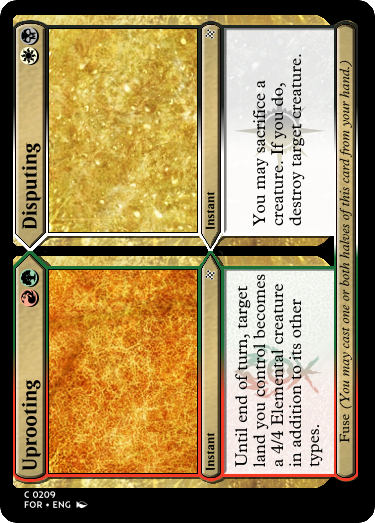 Uprooting
Instant
Until end of turn, target
land you control becomes
a 4/4 Elemental creature
in addition to its other
types.
Disputing
Instant
You may sacrifice a
creature. If you do,
destroy target creature.
Fuse (You may cast one or both halves of this card from your hand.)
C 0209
FOR • ENG